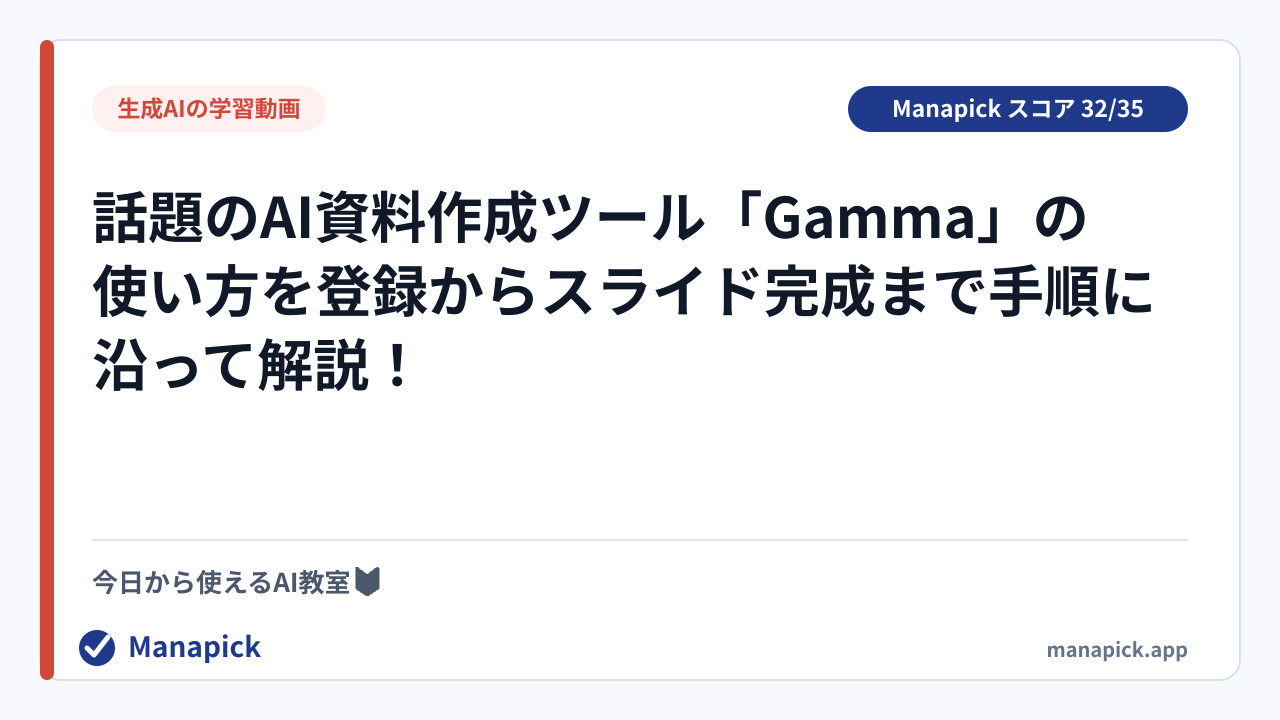 生成AIの学習動画
Manapick スコア 32/35
話題のAI資料作成ツール「Gamma」の
使い方を登録からスライド完成まで手順に
沿って解説！
今日から使えるAI教室
Manapick
manapick.app